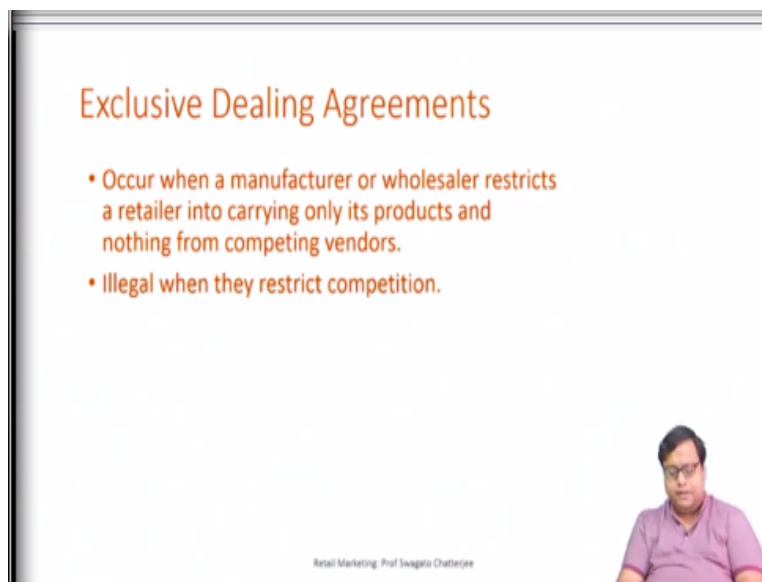 Exclusive Dealing Agreements
• Occur when a manufacturer or wholesaler restricts
a retailer into carrying only its products and
nothing from competing vendors.
• Illegal when they restrict competition.
Retail Marketing: Prof Swagato Chatterjee